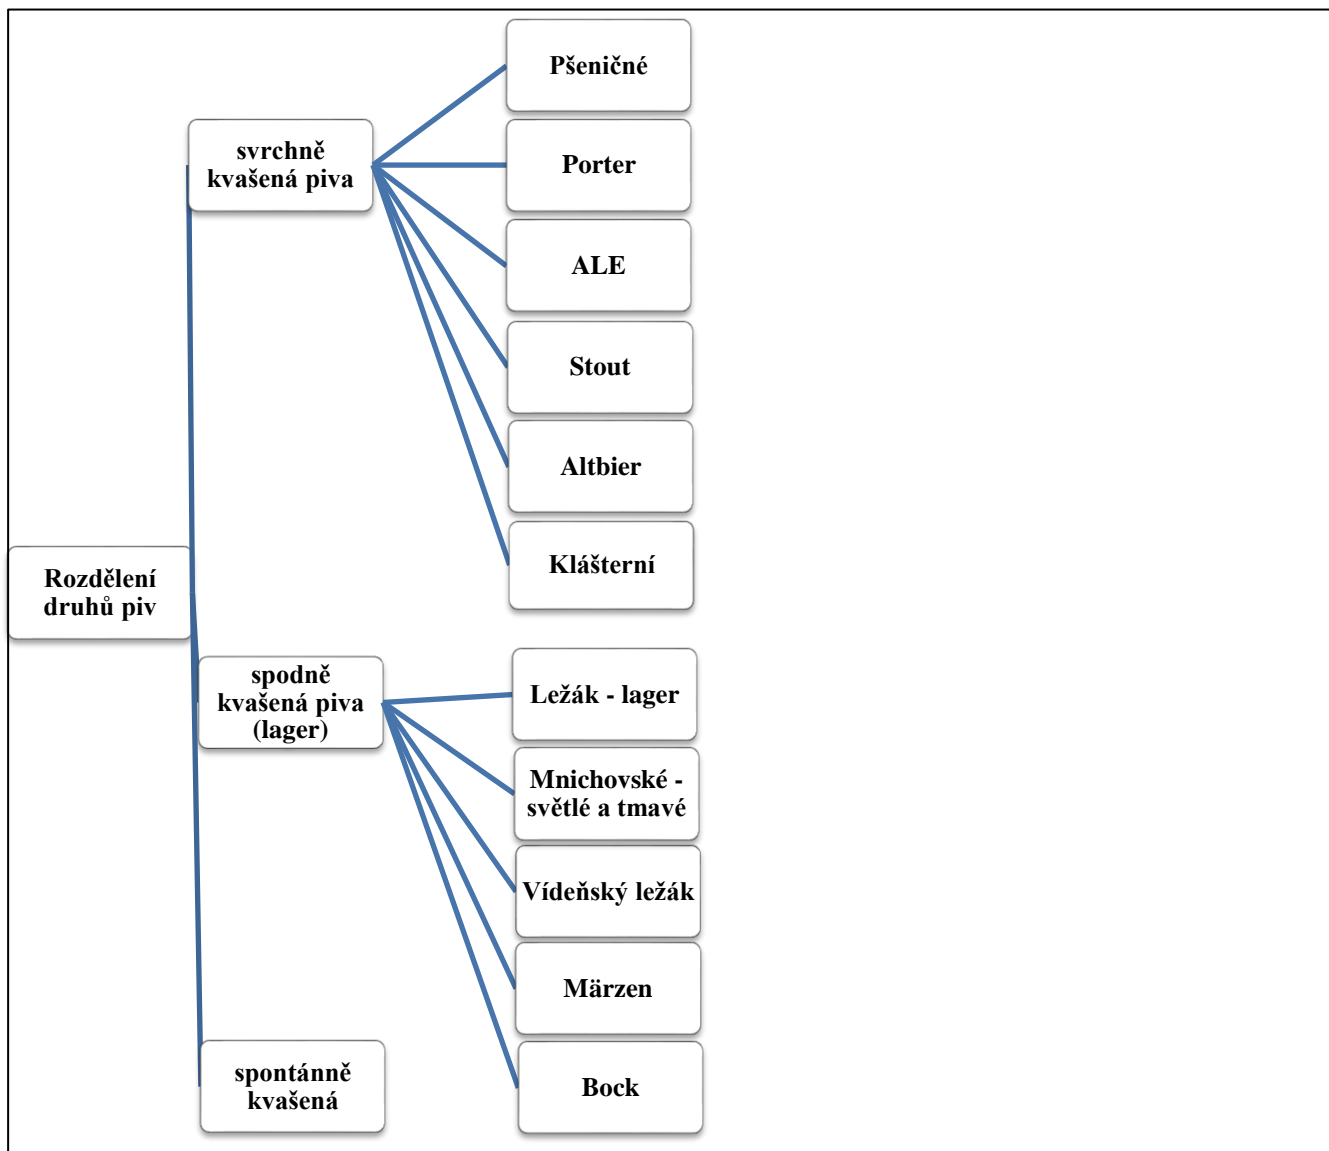 Pšeničné
svrchně
kvašená piva
Porter
ALE
Stout
Altbier
Klášterní
Rozdělení
druhů piv
spodně
kvašená piva
(lager)
Ležák - lager
Mnichovské -
světlé a tmavé
Vídeňský ležák
Märzen
Bock
spontánně
kvašená